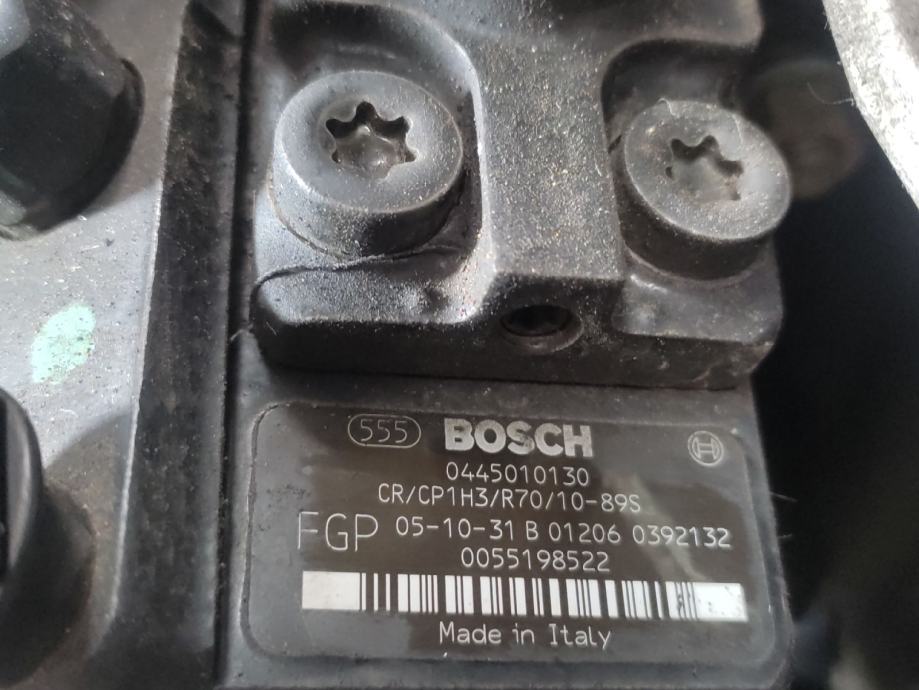 555 BOSCH
0445010130
CR/CP1H3/R70/10-89S
FGP 05-10-31 B 01206 0392132
0055198522
Made in Italy